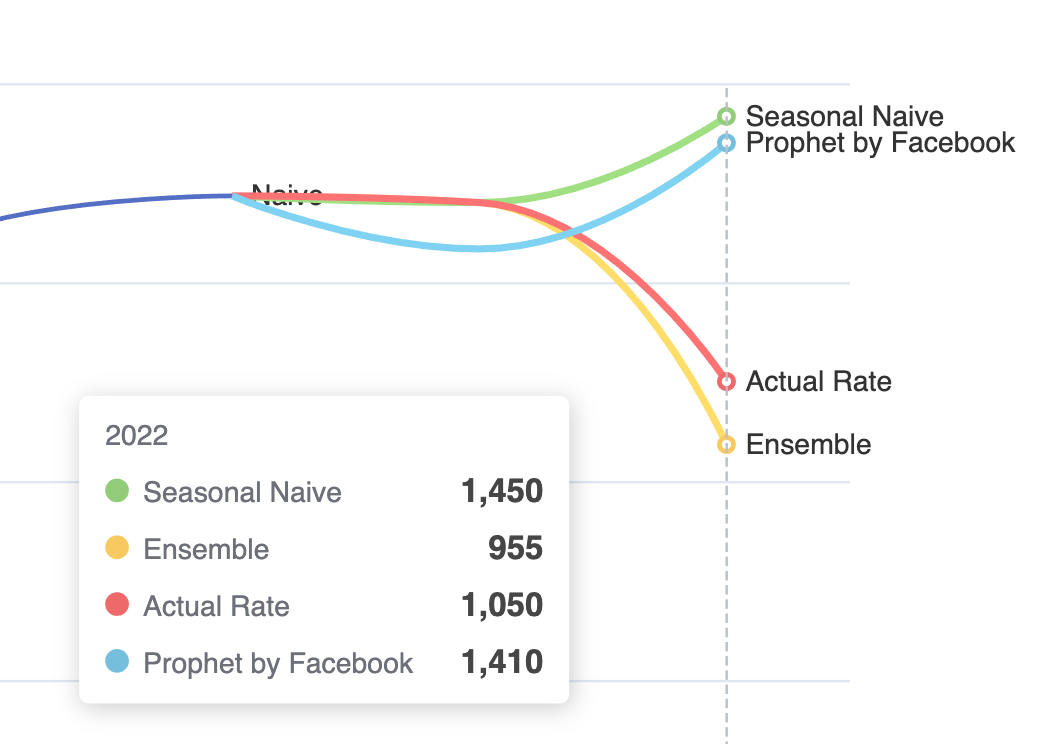 Seasonal Naive
Prophet by Facebook
Naive
Actual Rate
Ensemble
2022
Seasonal Naive 1,450
Ensemble 955
Actual Rate 1,050
Prophet by Facebook 1,410